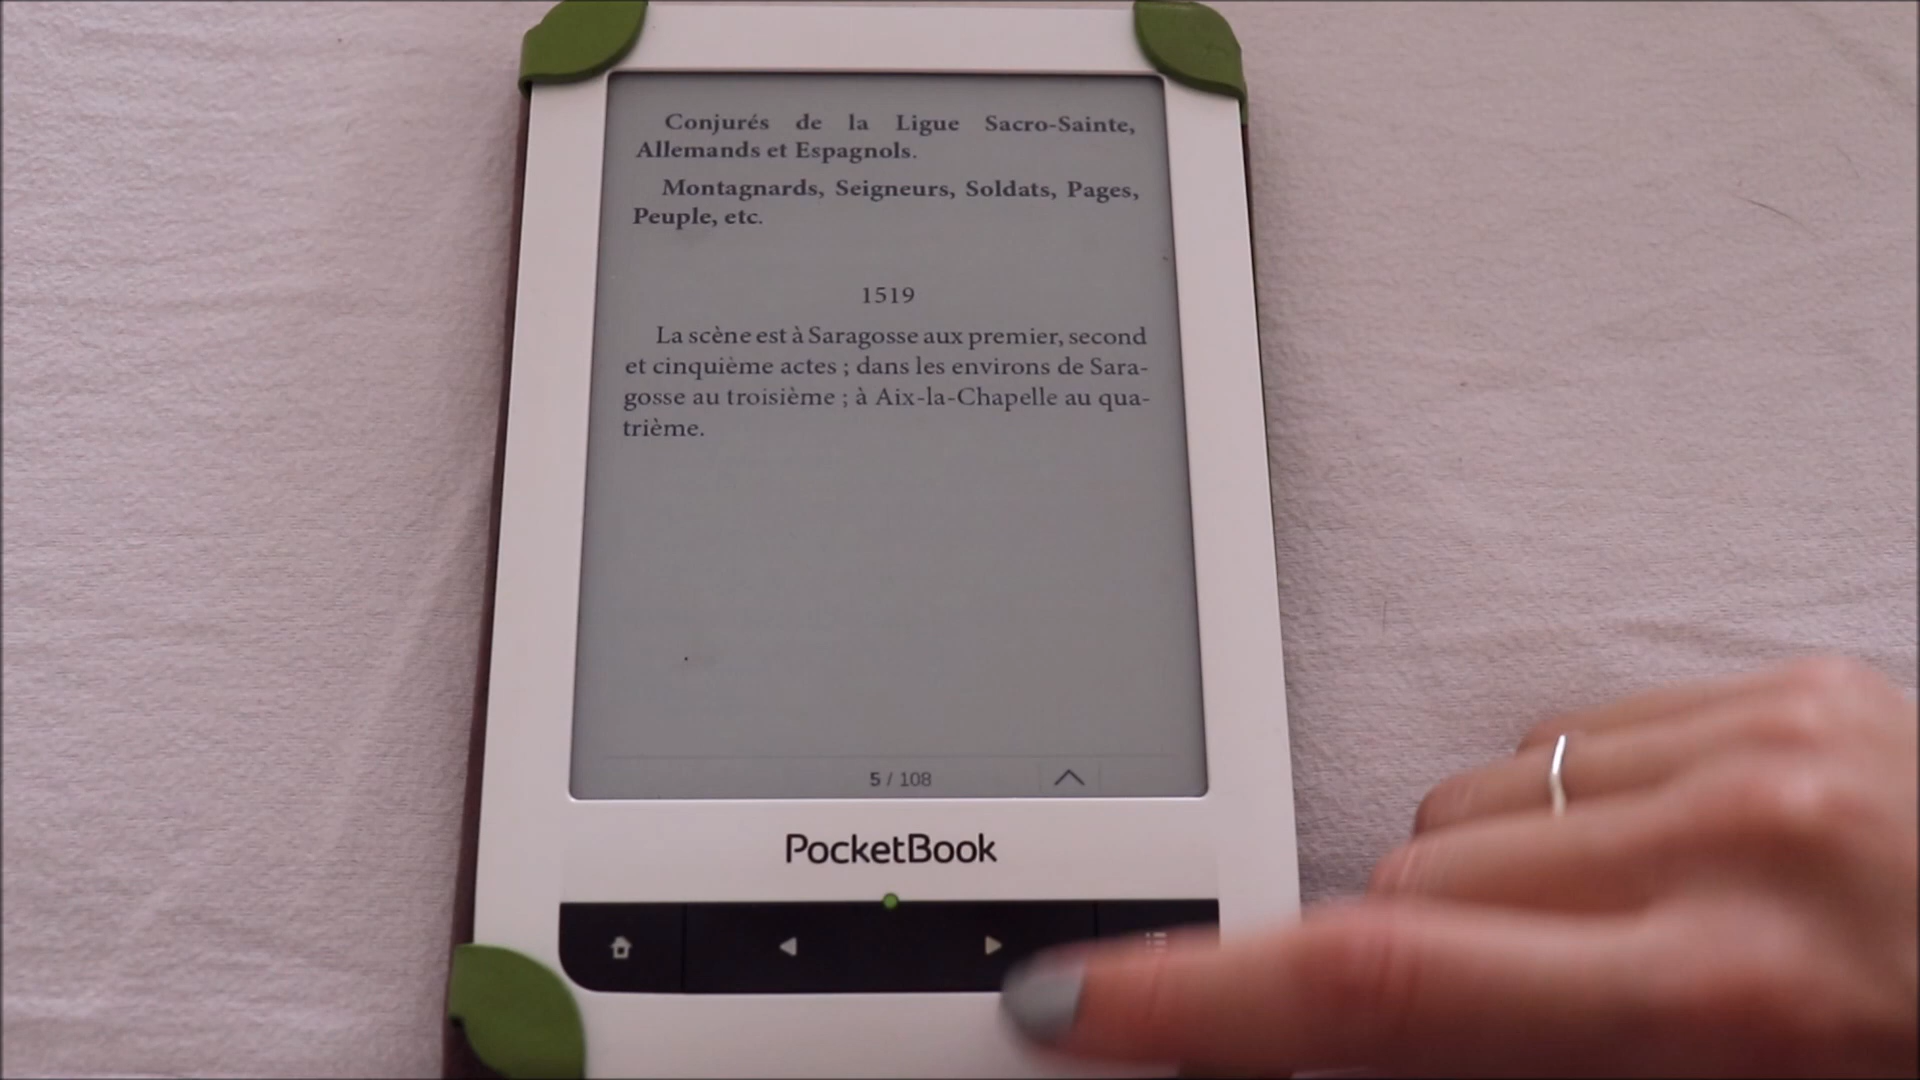 Conjurés de la Ligue Sacro-Sainte,
Allemands et Espagnols.
Montagnards, Seigneurs, Soldats, Pages,
Peuple, etc.
1519
La scène est à Saragosse aux premier, second
et cinquième actes ; dans les environs de Sara-
gosse au troisième ; à Aix-la-Chapelle au qua-
trième.
5 / 108
PocketBook